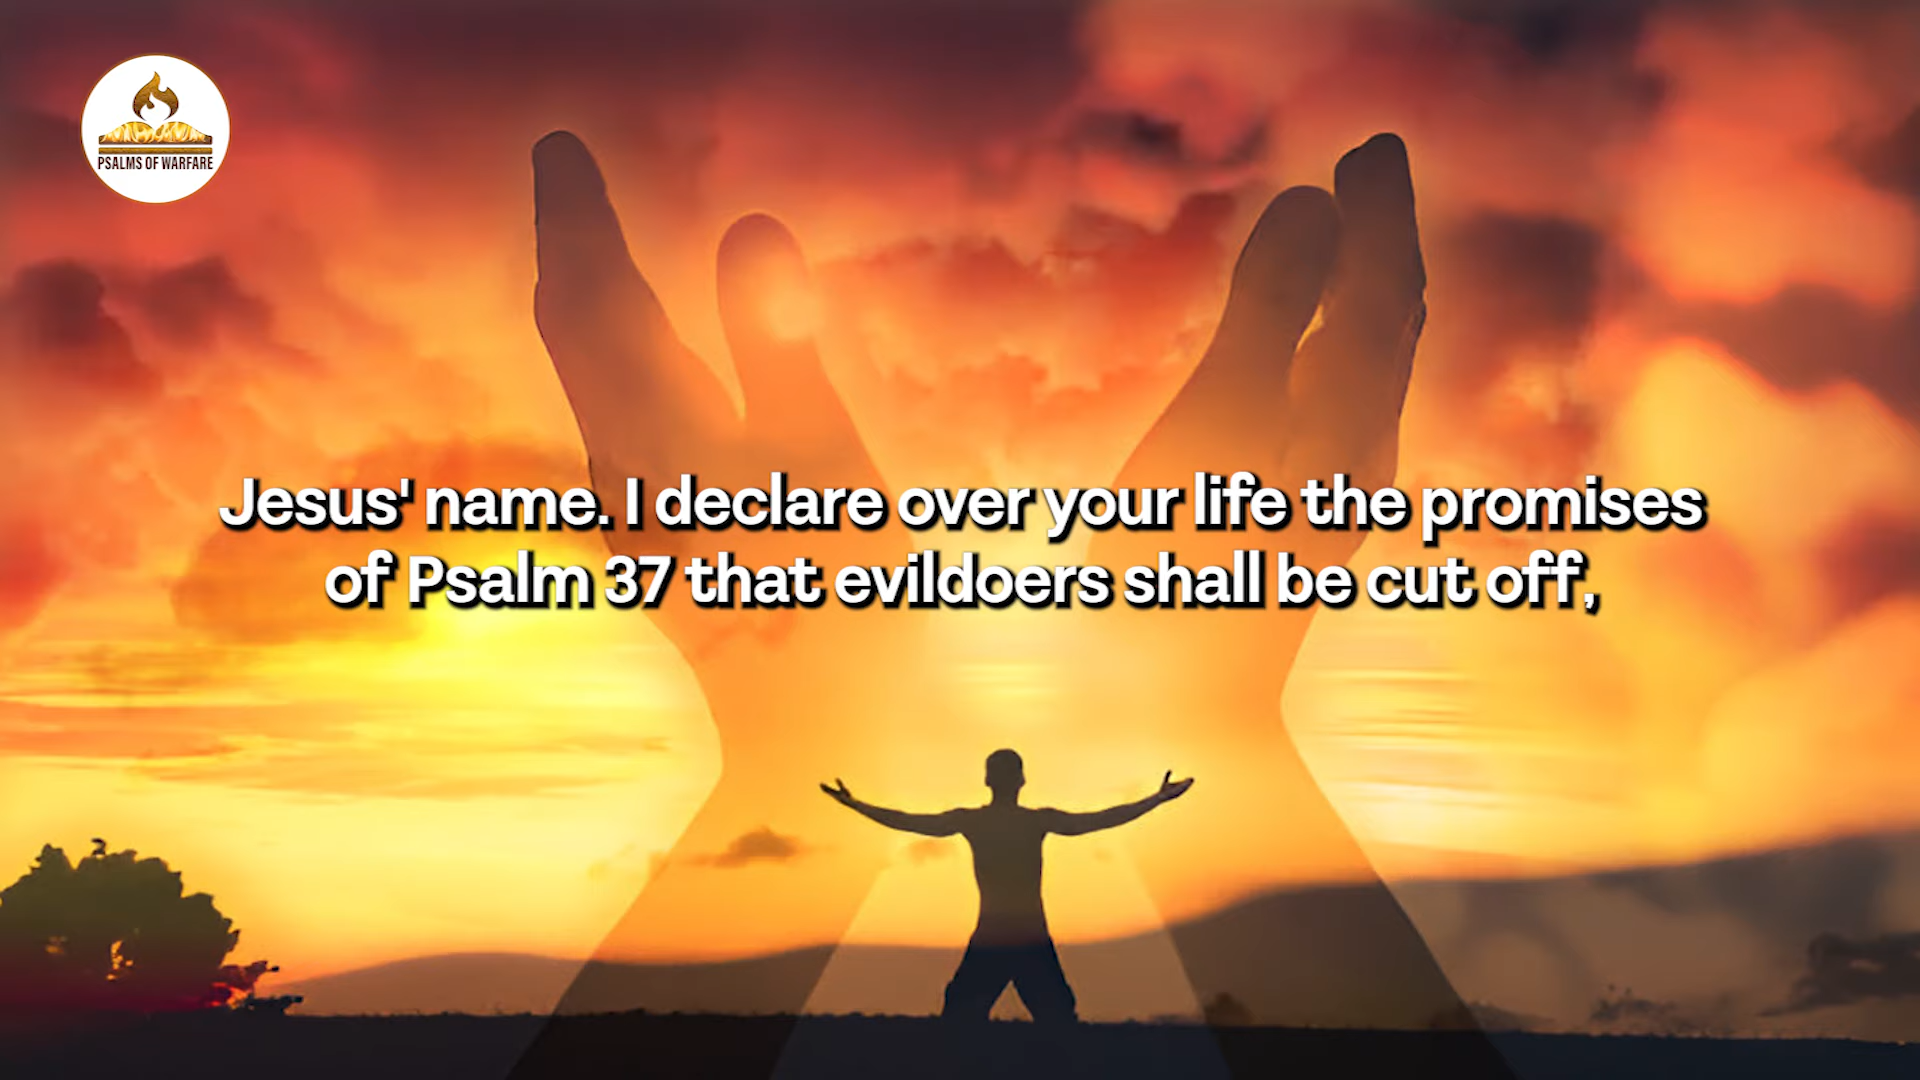 PSALMS OF WARFARE
Jesus' name. I declare over your life the promises
of Psalm 37 that evildoers shall be cut off,